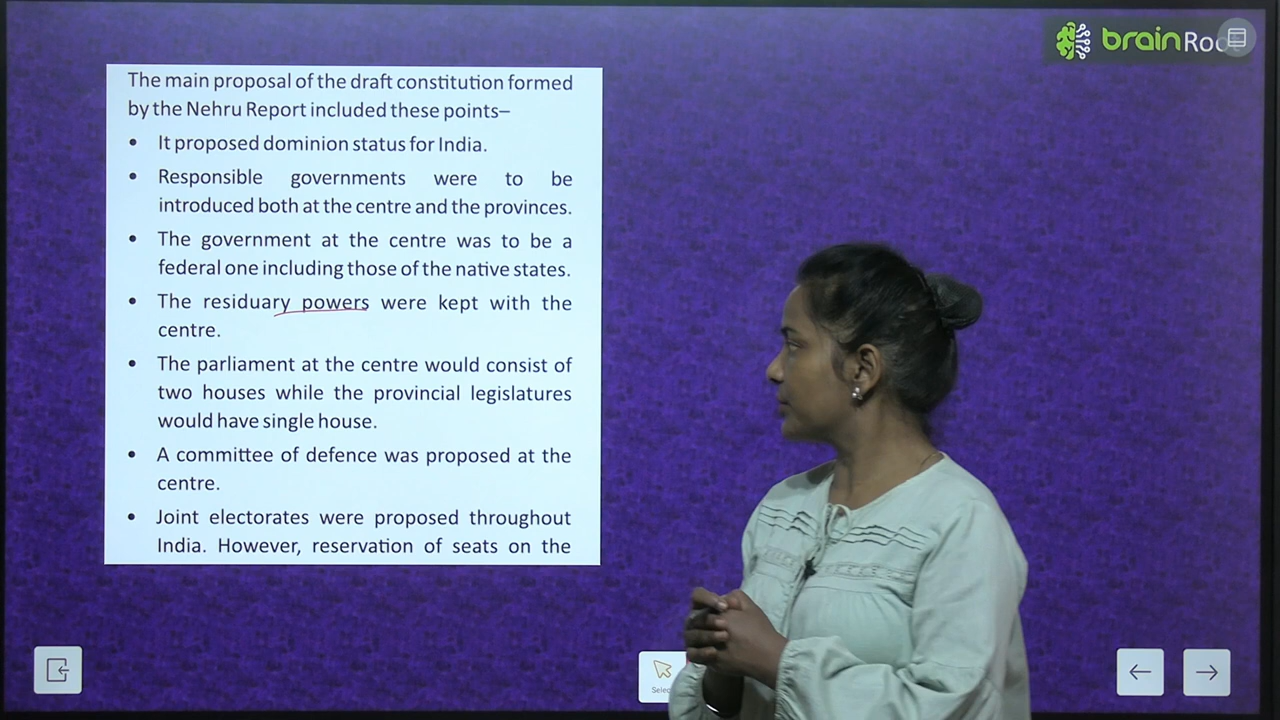 brainRo
The main proposal of the draft constitution formed
by the Nehru Report included these points–
• It proposed dominion status for India.
• Responsible governments were to be
introduced both at the centre and the provinces.
• The government at the centre was to be a
federal one including those of the native states.
• The residuary powers were kept with the
centre.
• The parliament at the centre would consist of
two houses while the provincial legislatures
would have single house.
• A committee of defence was proposed at the
centre.
• Joint electorates were proposed throughout
India. However, reservation of seats on the
Selec